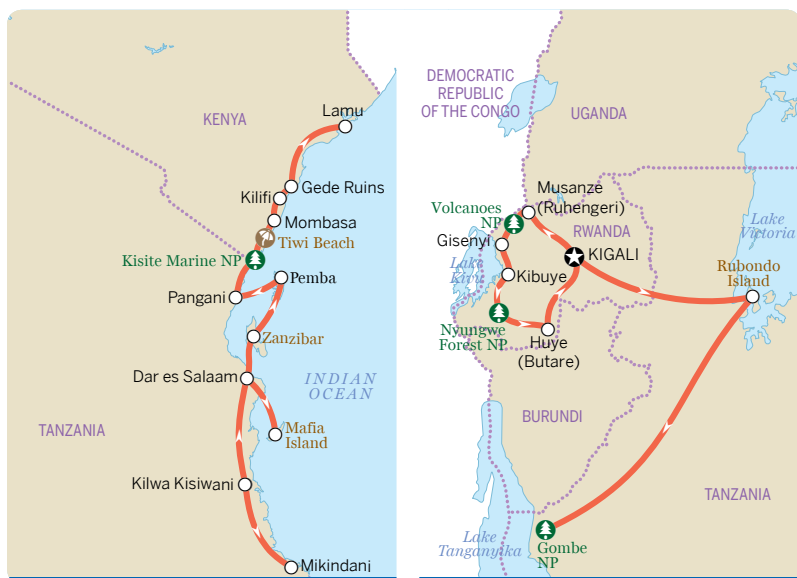 KENYA
Lamu
Gede Ruins
Kilifi
Mombasa
Tiwi Beach
Kisite Marine NP
Pemba
Pangani
Zanzibar
Dar es Salaam
INDIAN
OCEAN
Mafia
Island
TANZANIA
Kilwa Kisiwani
Mikindani
DEMOCRATIC
REPUBLIC
OF THE CONGO
UGANDA
Musanze
(Ruhengeri)
Volcanoes
NP
RWANDA
Lake
Victoria
Gisenyi
KIGALI
Lake
Kivu
Rubondo
Island
Kibuye
Nyungwe
Forest NP
Huye
(Butare)
BURUNDI
TANZANIA
Lake
Tanganyika
Gombe
NP